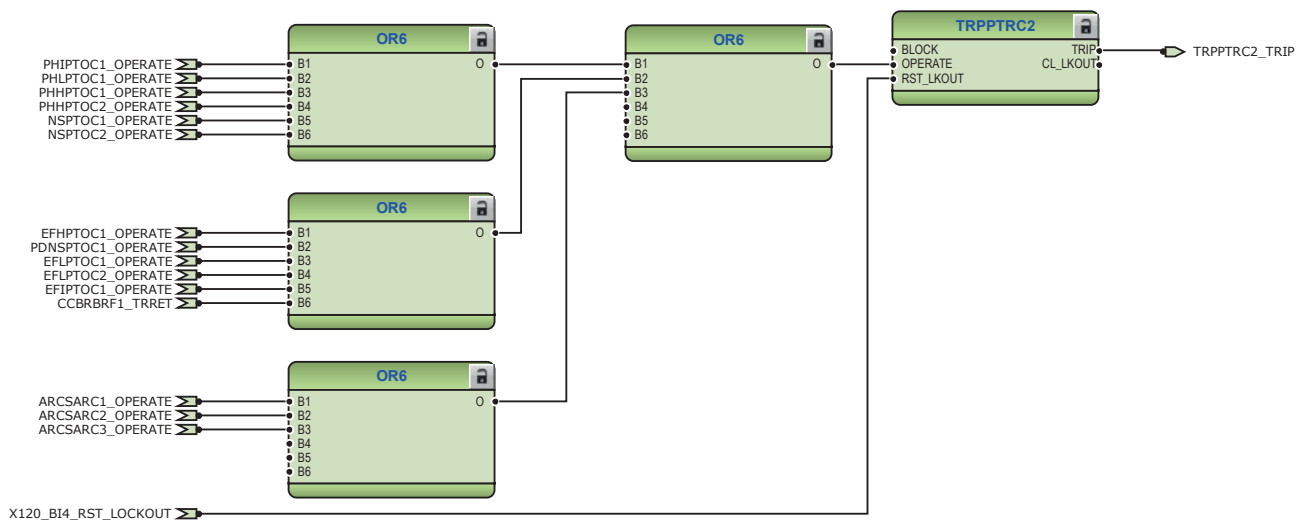 OR6
PHIPTOC1_OPERATE B1 O
PHLPTOC1_OPERATE B2
PHHPTOC1_OPERATE B3
PHHPTOC2_OPERATE B4
NSPTOC1_OPERATE B5
NSPTOC2_OPERATE B6
OR6
B1 O
B2
B3
B4
B5
B6
TRPPTRC2
BLOCK TRIP
OPERATE CL_LKOUT
RST_LKOUT
TRPPTRC2_TRIP
OR6
EFHPTOC1_OPERATE B1 O
PDNSPTOC1_OPERATE B2
EFLPTOC1_OPERATE B3
EFLPTOC2_OPERATE B4
EFIPTOC1_OPERATE B5
CCBRBRF1_TRRET B6
OR6
ARCSARC1_OPERATE B1 O
ARCSARC2_OPERATE B2
ARCSARC3_OPERATE B3
B4
B5
B6
X120_BI4_RST_LOCKOUT